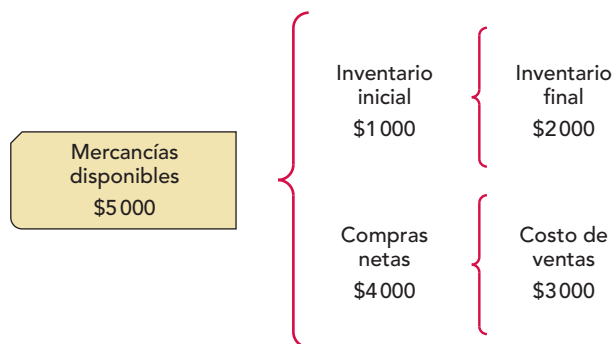 Mercancías
disponibles
$5 000
Inventario
inicial
$1 000
Inventario
final
$2 000
Compras
netas
$4 000
Costo de
ventas
$3 000